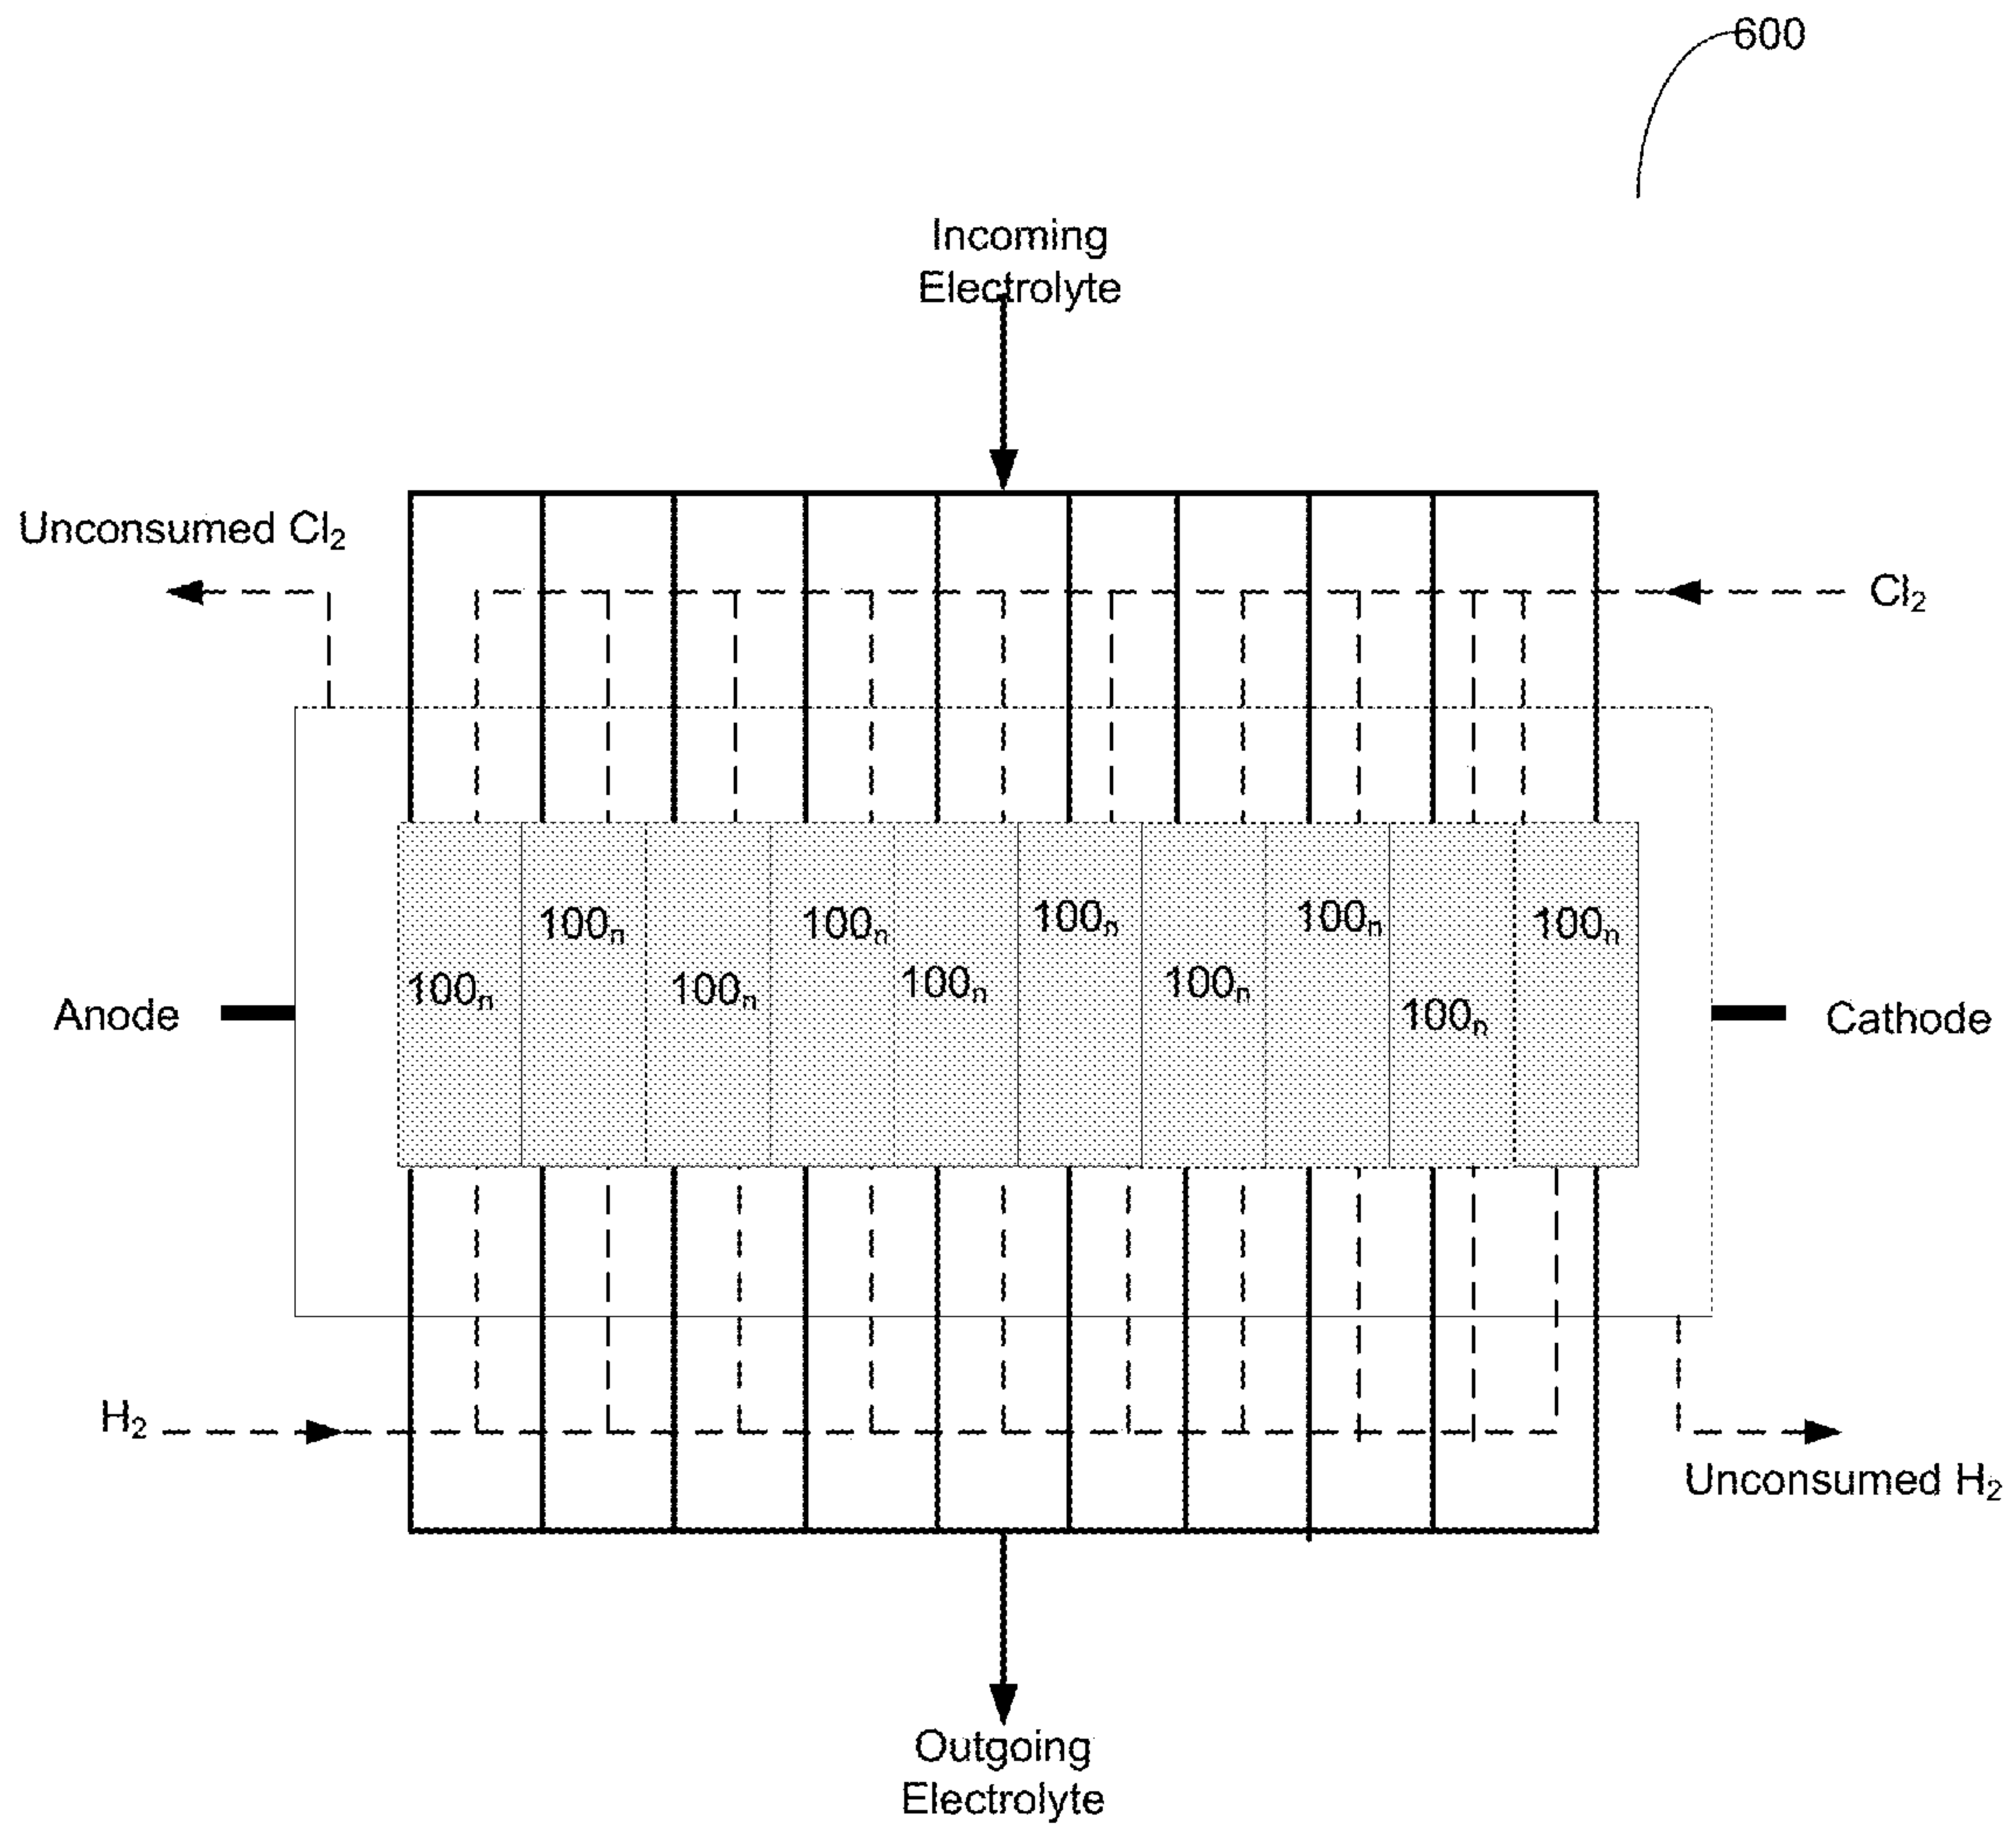 600
Incoming
Electrolyte
Unconsumed Cl₂
Cl₂
100ₙ
100ₙ
100ₙ
100ₙ
100ₙ
100ₙ
100ₙ
100ₙ
100ₙ
100ₙ
Anode
Cathode
H₂
Unconsumed H₂
Outgoing
Electrolyte